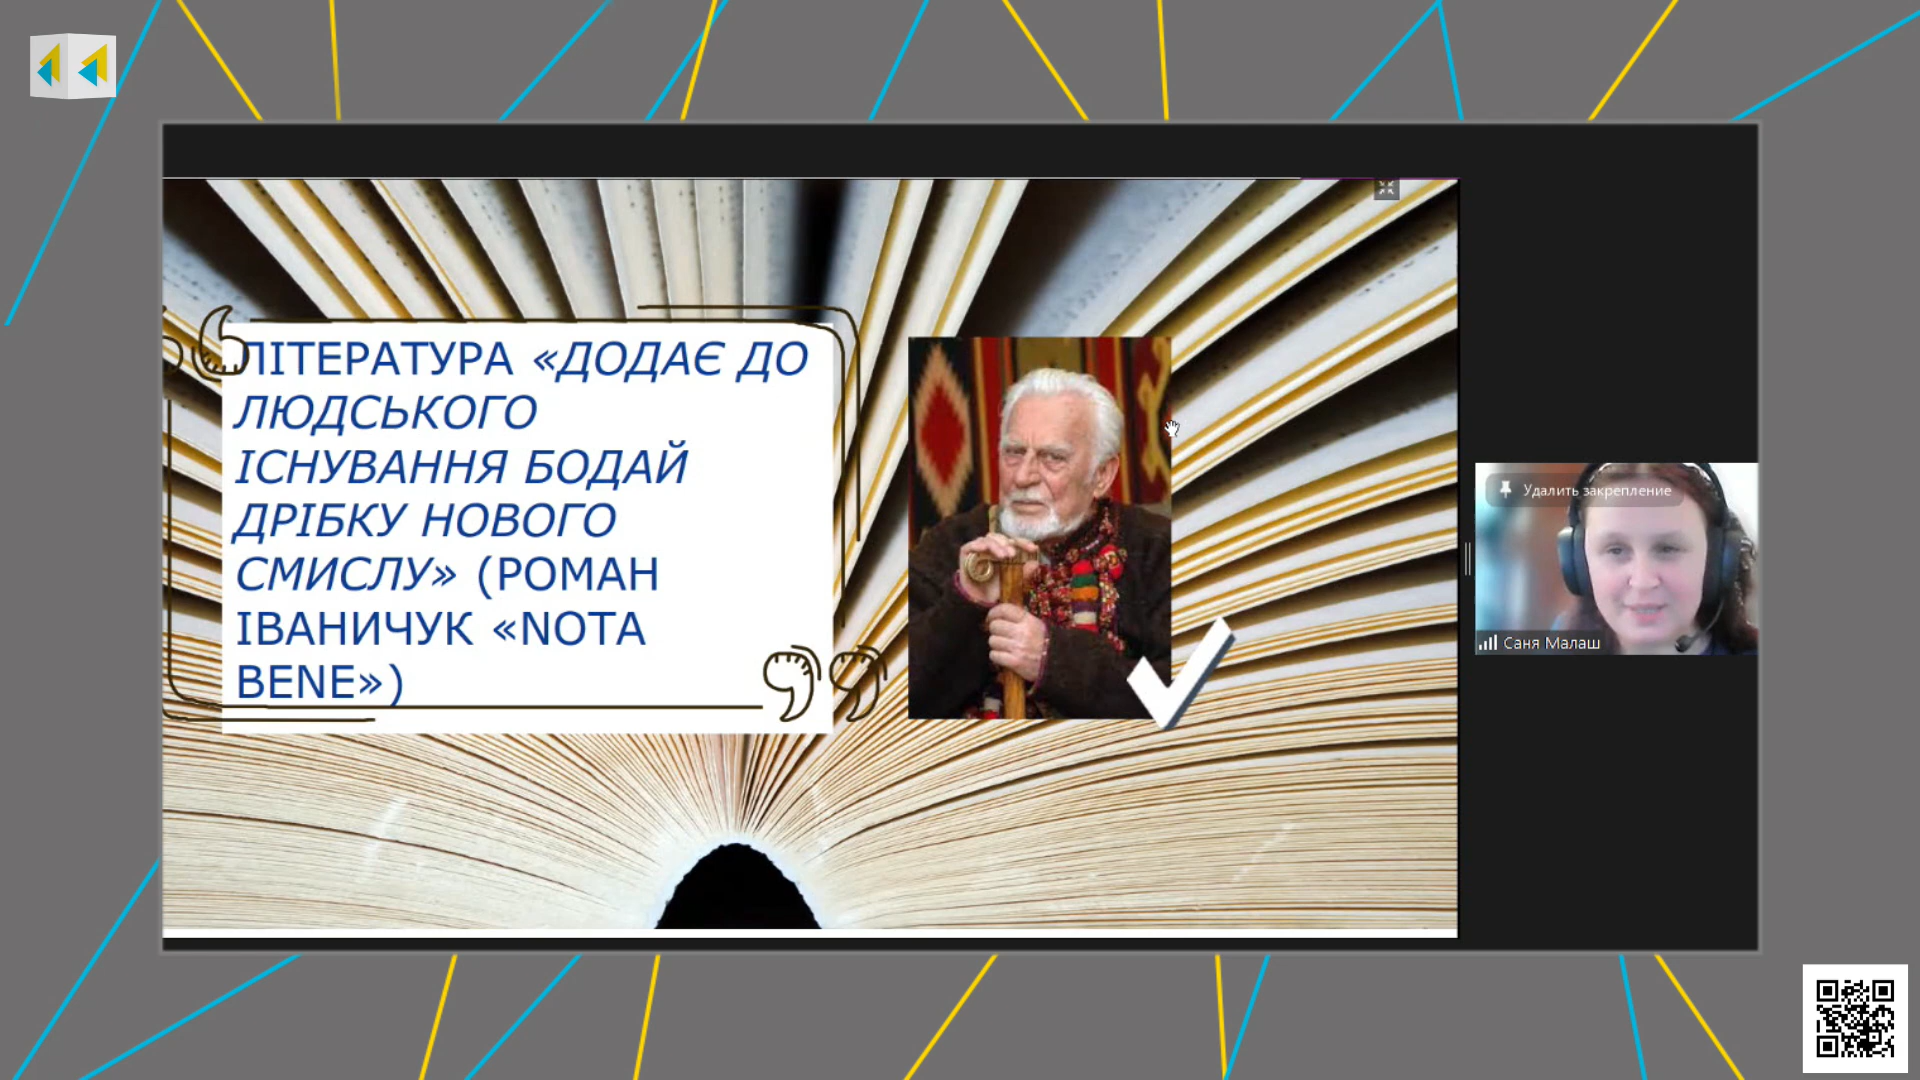 ЛІТЕРАТУРА «ДОДАЄ ДО
ЛЮДСЬКОГО
ІСНУВАННЯ БОДАЙ
ДРІБКУ НОВОГО
СМИСЛУ» (РОМАН
ІВАНИЧУК «NOTA
BENE»)
Удалить закрепление
Саня Малаш